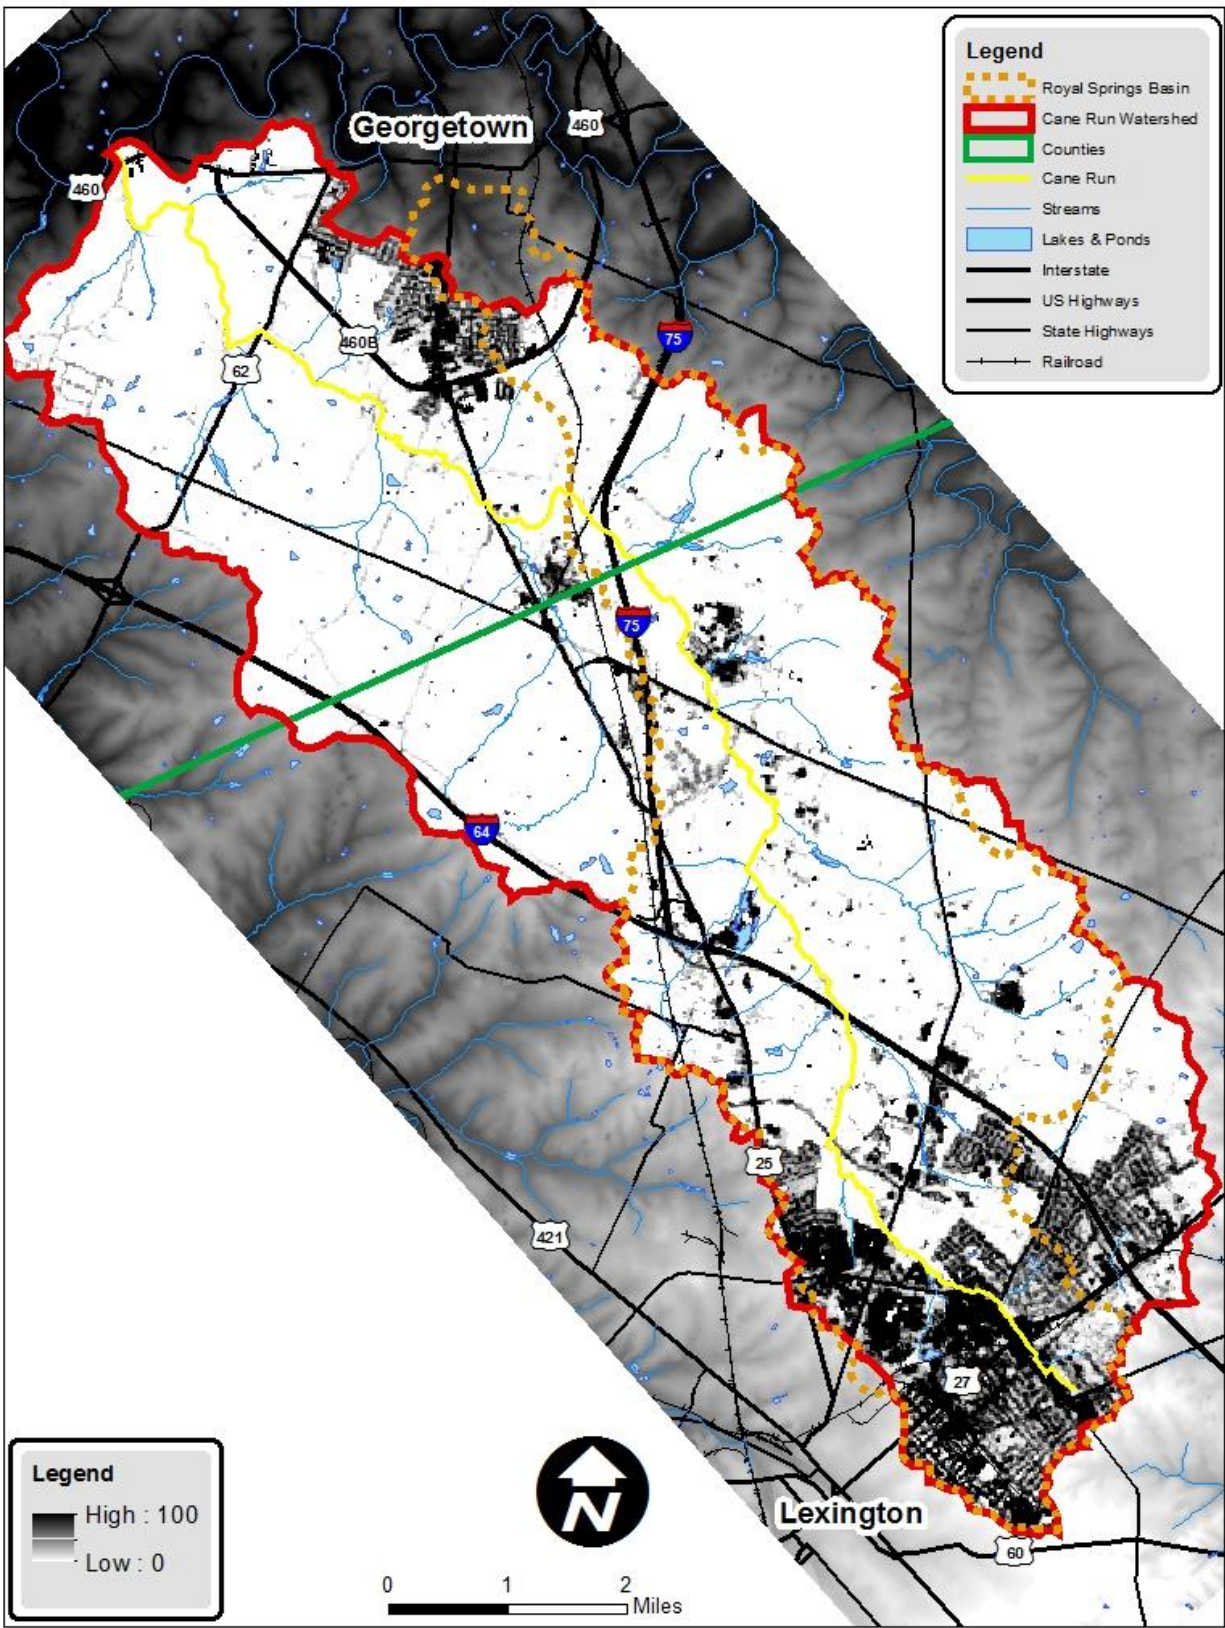 Legend
Royal Springs Basin
Cane Run Watershed
Counties
Cane Run
Streams
Lakes & Ponds
Interstate
US Highways
State Highways
Railroad
Georgetown
460
460
75
460B
62
75
64
25
421
27
Lexington
60
Legend
High : 100
Low : 0
N
0 1 2
Miles